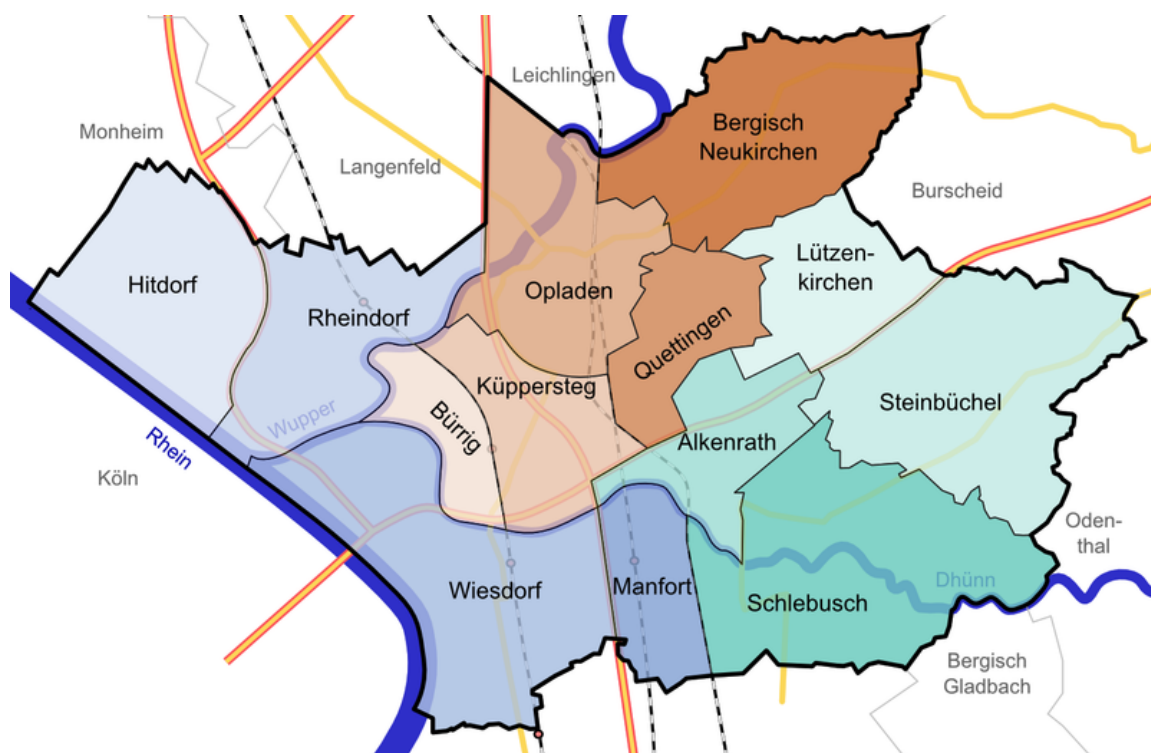 Leichlingen
Monheim
Langenfeld
Bergisch
Neukirchen
Burscheid
Hitdorf
Rheindorf
Opladen
Lützen-
kirchen
Quettingen
Küppersteg
Bürrig
Wupper
Rhein
Köln
Alkenrath
Steinbüchel
Oden-
thal
Wiesdorf
Manfort
Schlebusch
Dhünn
Bergisch
Gladbach